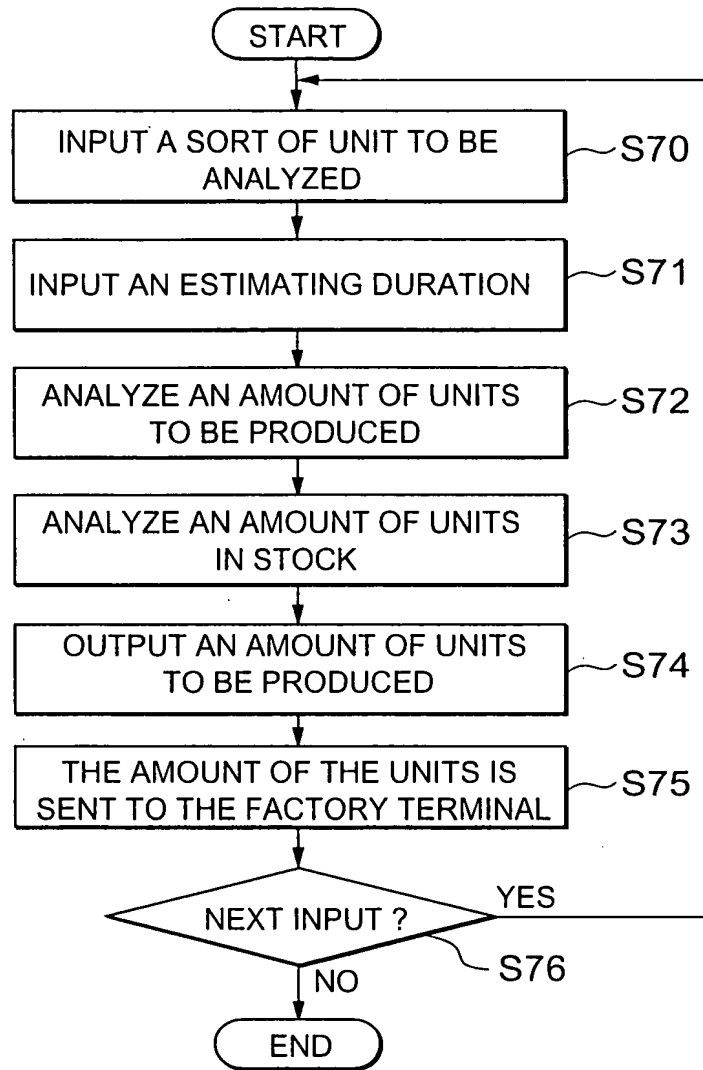 START
INPUT A SORT OF UNIT TO BE
ANALYZED
S70
INPUT AN ESTIMATING DURATION
S71
ANALYZE AN AMOUNT OF UNITS
TO BE PRODUCED
S72
ANALYZE AN AMOUNT OF UNITS
IN STOCK
S73
OUTPUT AN AMOUNT OF UNITS
TO BE PRODUCED
S74
THE AMOUNT OF THE UNITS IS
SENT TO THE FACTORY TERMINAL
S75
NEXT INPUT ?
YES
S76
NO
END